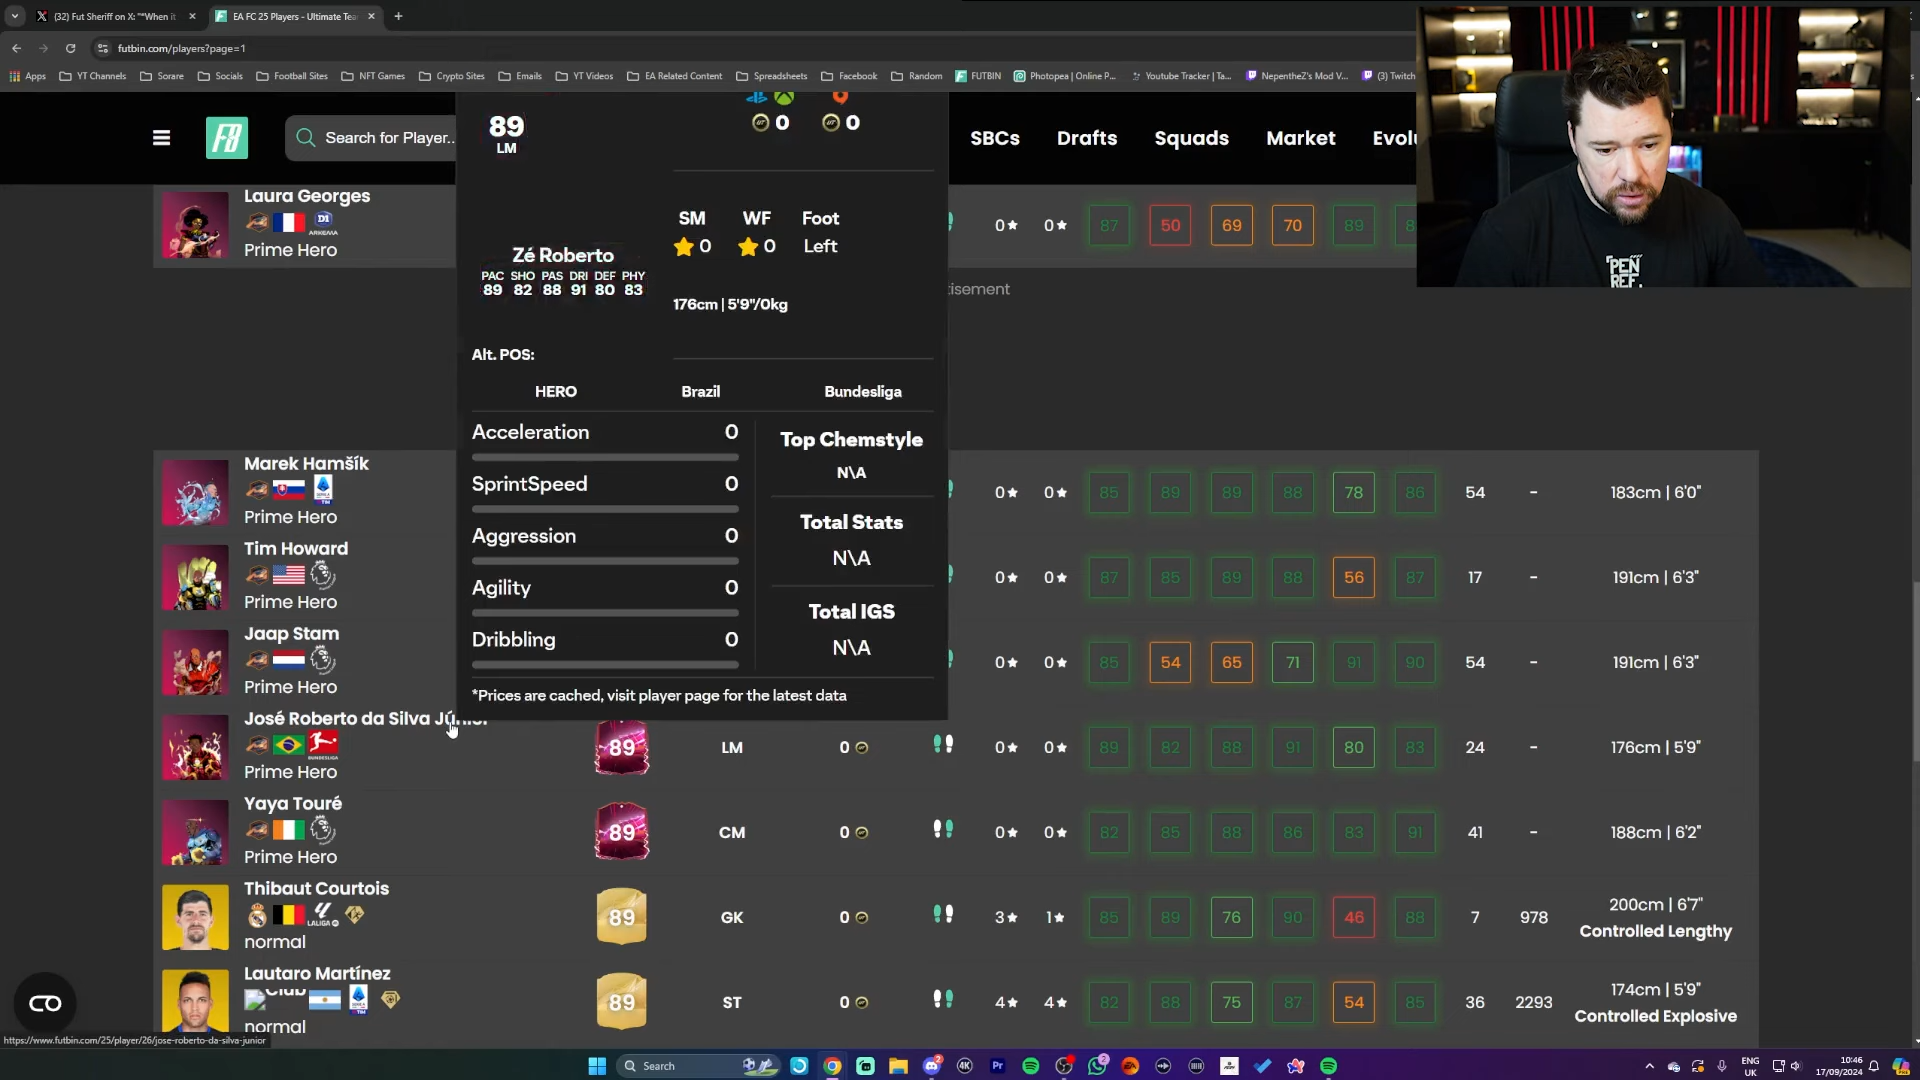 (32) Fut Sheriff on X: "*When it
EA FC 25 Players - Ultimate Tea
futbin.com/players?page=1
Apps YT Channels Sorare Socials Football Sites NFT Games Crypto Sites Emails YT Videos EA Related Content Spreadsheets Facebook Random FUTBIN Photopea | Online P... Youtube Tracker | Ta... NepentheZ's Mod V... (3) Twitch
Search for Player..
SBCs Drafts Squads Market Evolu
89
LM
0 0
Laura Georges
Prime Hero
0 0 87 50 69 70 89
SM WF Foot
0 0 Left
Zé Roberto
PAC SHO PAS DRI DEF PHY
89 82 88 91 80 83
176cm | 5'9"/0kg
isement
PEN
REF.
Alt. POS:
HERO Brazil Bundesliga
Acceleration 0
SprintSpeed 0
Aggression 0
Agility 0
Dribbling 0
Top Chemstyle
N\A
Total Stats
N\A
Total IGS
N\A
*Prices are cached, visit player page for the latest data
Marek Hamšík
Prime Hero
0 0 85 89 89 88 78 86 54 - 183cm | 6'0"
Tim Howard
Prime Hero
0 0 87 85 89 88 56 87 17 - 191cm | 6'3"
Jaap Stam
Prime Hero
0 0 85 54 65 71 91 90 54 - 191cm | 6'3"
José Roberto da Silva Júnior
BUNDESLIGA
Prime Hero
89 LM 0 0 0 89 82 88 91 80 83 24 - 176cm | 5'9"
Yaya Touré
Prime Hero
89 CM 0 0 0 82 85 88 86 83 91 41 - 188cm | 6'2"
Thibaut Courtois
LALIGA
normal
89 GK 0 3 1 85 89 76 90 46 88 7 978 200cm | 6'7"
Controlled Lengthy
Lautaro Martínez
Club
normal
89 ST 0 4 4 82 88 75 87 54 85 36 2293 174cm | 5'9"
Controlled Explosive
https://www.futbin.com/25/player/26/jose-roberto-da-silva-junior
Search
4K
Pr
2
2
ENG
UK
10:46
17/09/2024